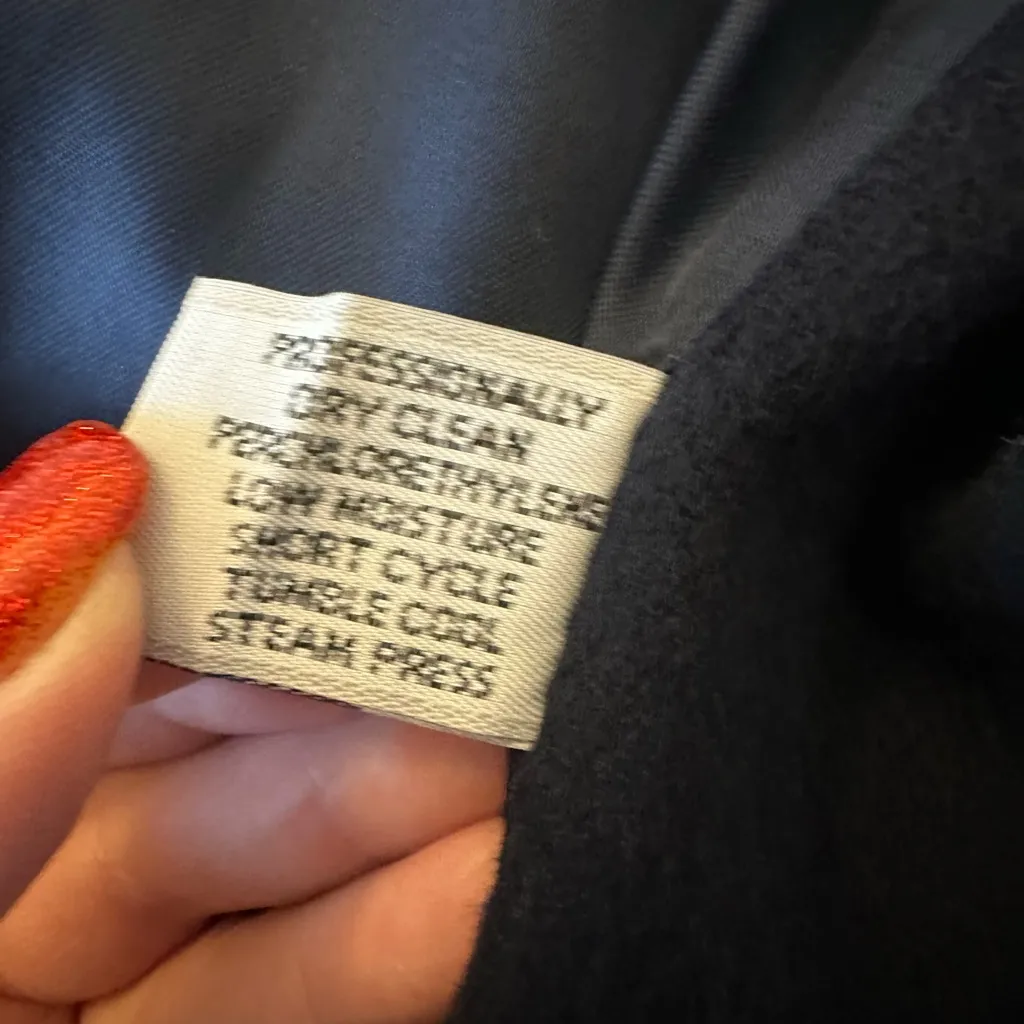 PROFESSIONALLY
DRY CLEAN
PERCHLORETHYLENE
LOW MOISTURE
SHORT CYCLE
TUMBLE COOL
STEAM PRESS